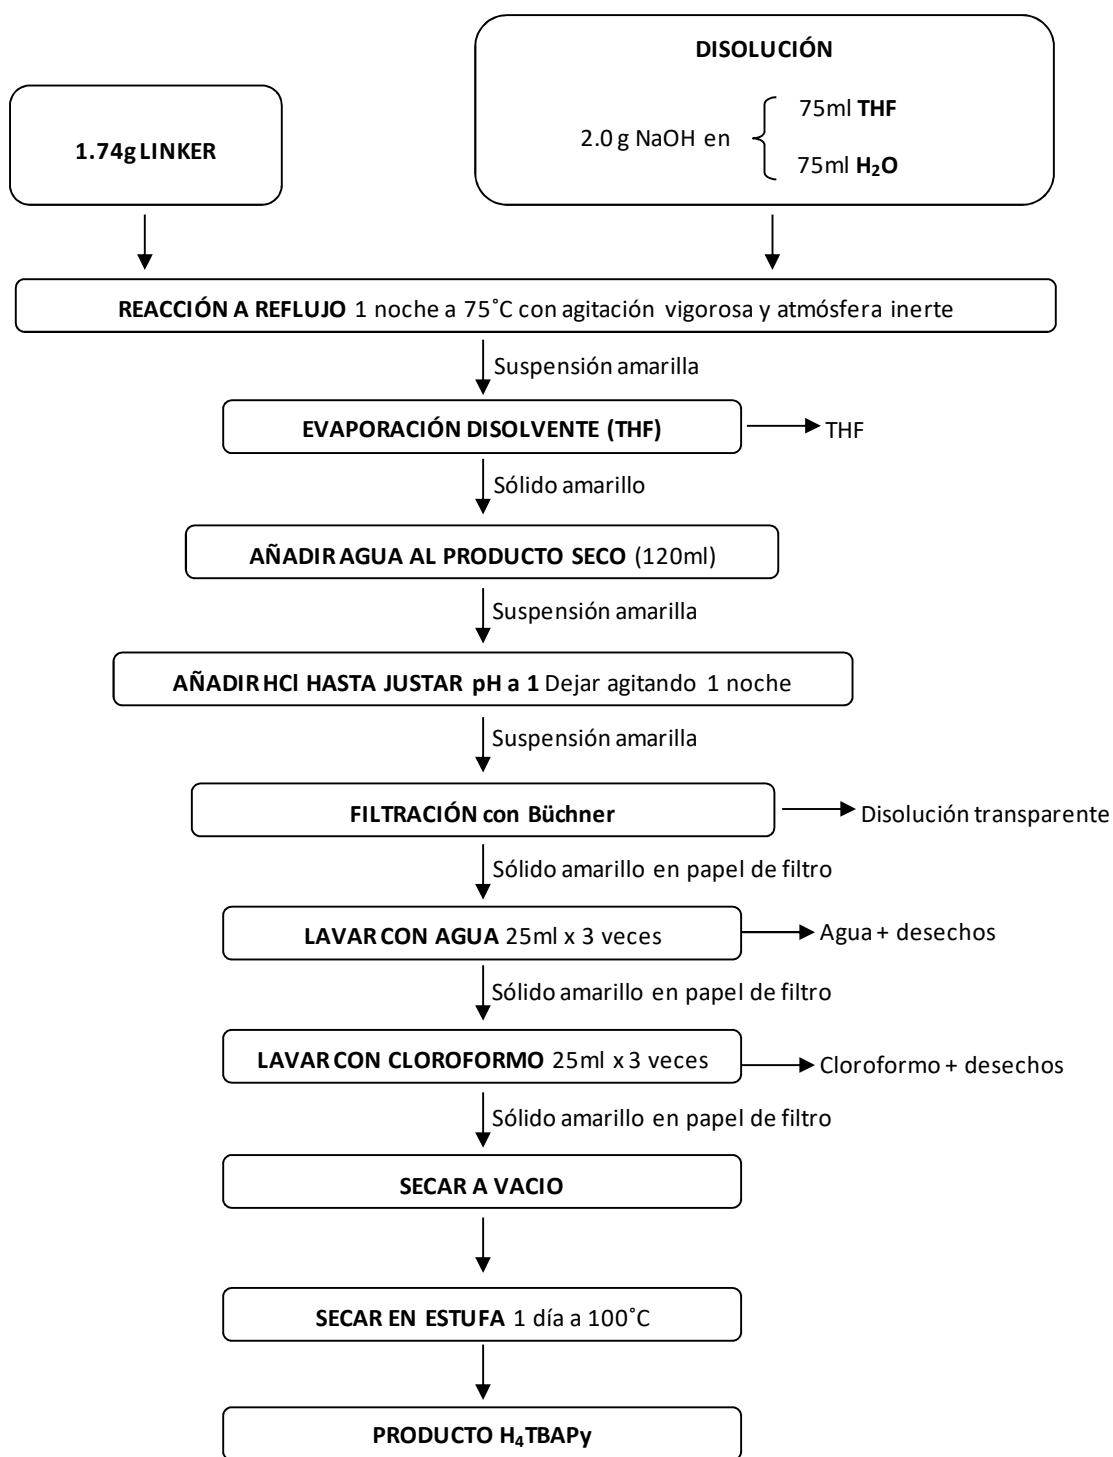 DISOLUCIÓN
1.74g LINKER
2.0 g NaOH en
75ml THF
75ml H₂O
REACCIÓN A REFLUJO 1 noche a 75˚C con agitación vigorosa y atmósfera inerte
Suspensión amarilla
EVAPORACIÓN DISOLVENTE (THF)
THF
Sólido amarillo
AÑADIR AGUA AL PRODUCTO SECO (120ml)
Suspensión amarilla
AÑADIR HCl HASTA JUSTAR pH a 1 Dejar agitando 1 noche
Suspensión amarilla
FILTRACIÓN con Büchner
Disolución transparente
Sólido amarillo en papel de filtro
LAVAR CON AGUA 25ml x 3 veces
Agua + desechos
Sólido amarillo en papel de filtro
LAVAR CON CLOROFORMO 25ml x 3 veces
Cloroformo + desechos
Sólido amarillo en papel de filtro
SECAR A VACIO
SECAR EN ESTUFA 1 día a 100˚C
PRODUCTO H₄TBAPy